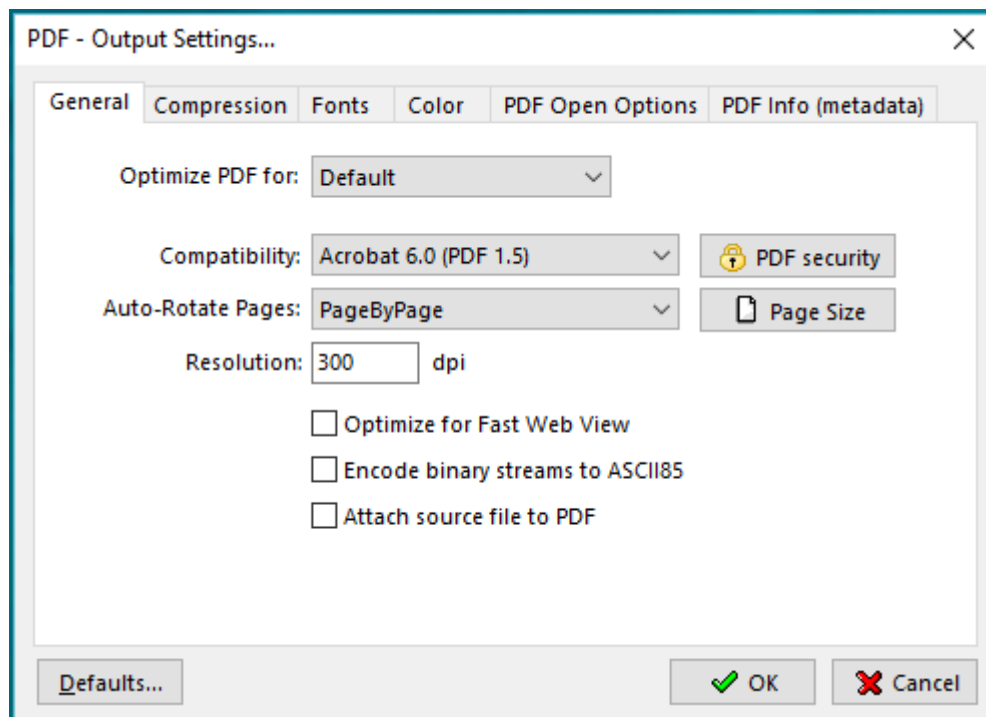 PDF - Output Settings...
General Compression Fonts Color PDF Open Options PDF Info (metadata)
Optimize PDF for: Default
Compatibility: Acrobat 6.0 (PDF 1.5) PDF security
Auto-Rotate Pages: PageByPage Page Size
Resolution: 300 dpi
Optimize for Fast Web View
Encode binary streams to ASCII85
Attach source file to PDF
Defaults... OK Cancel